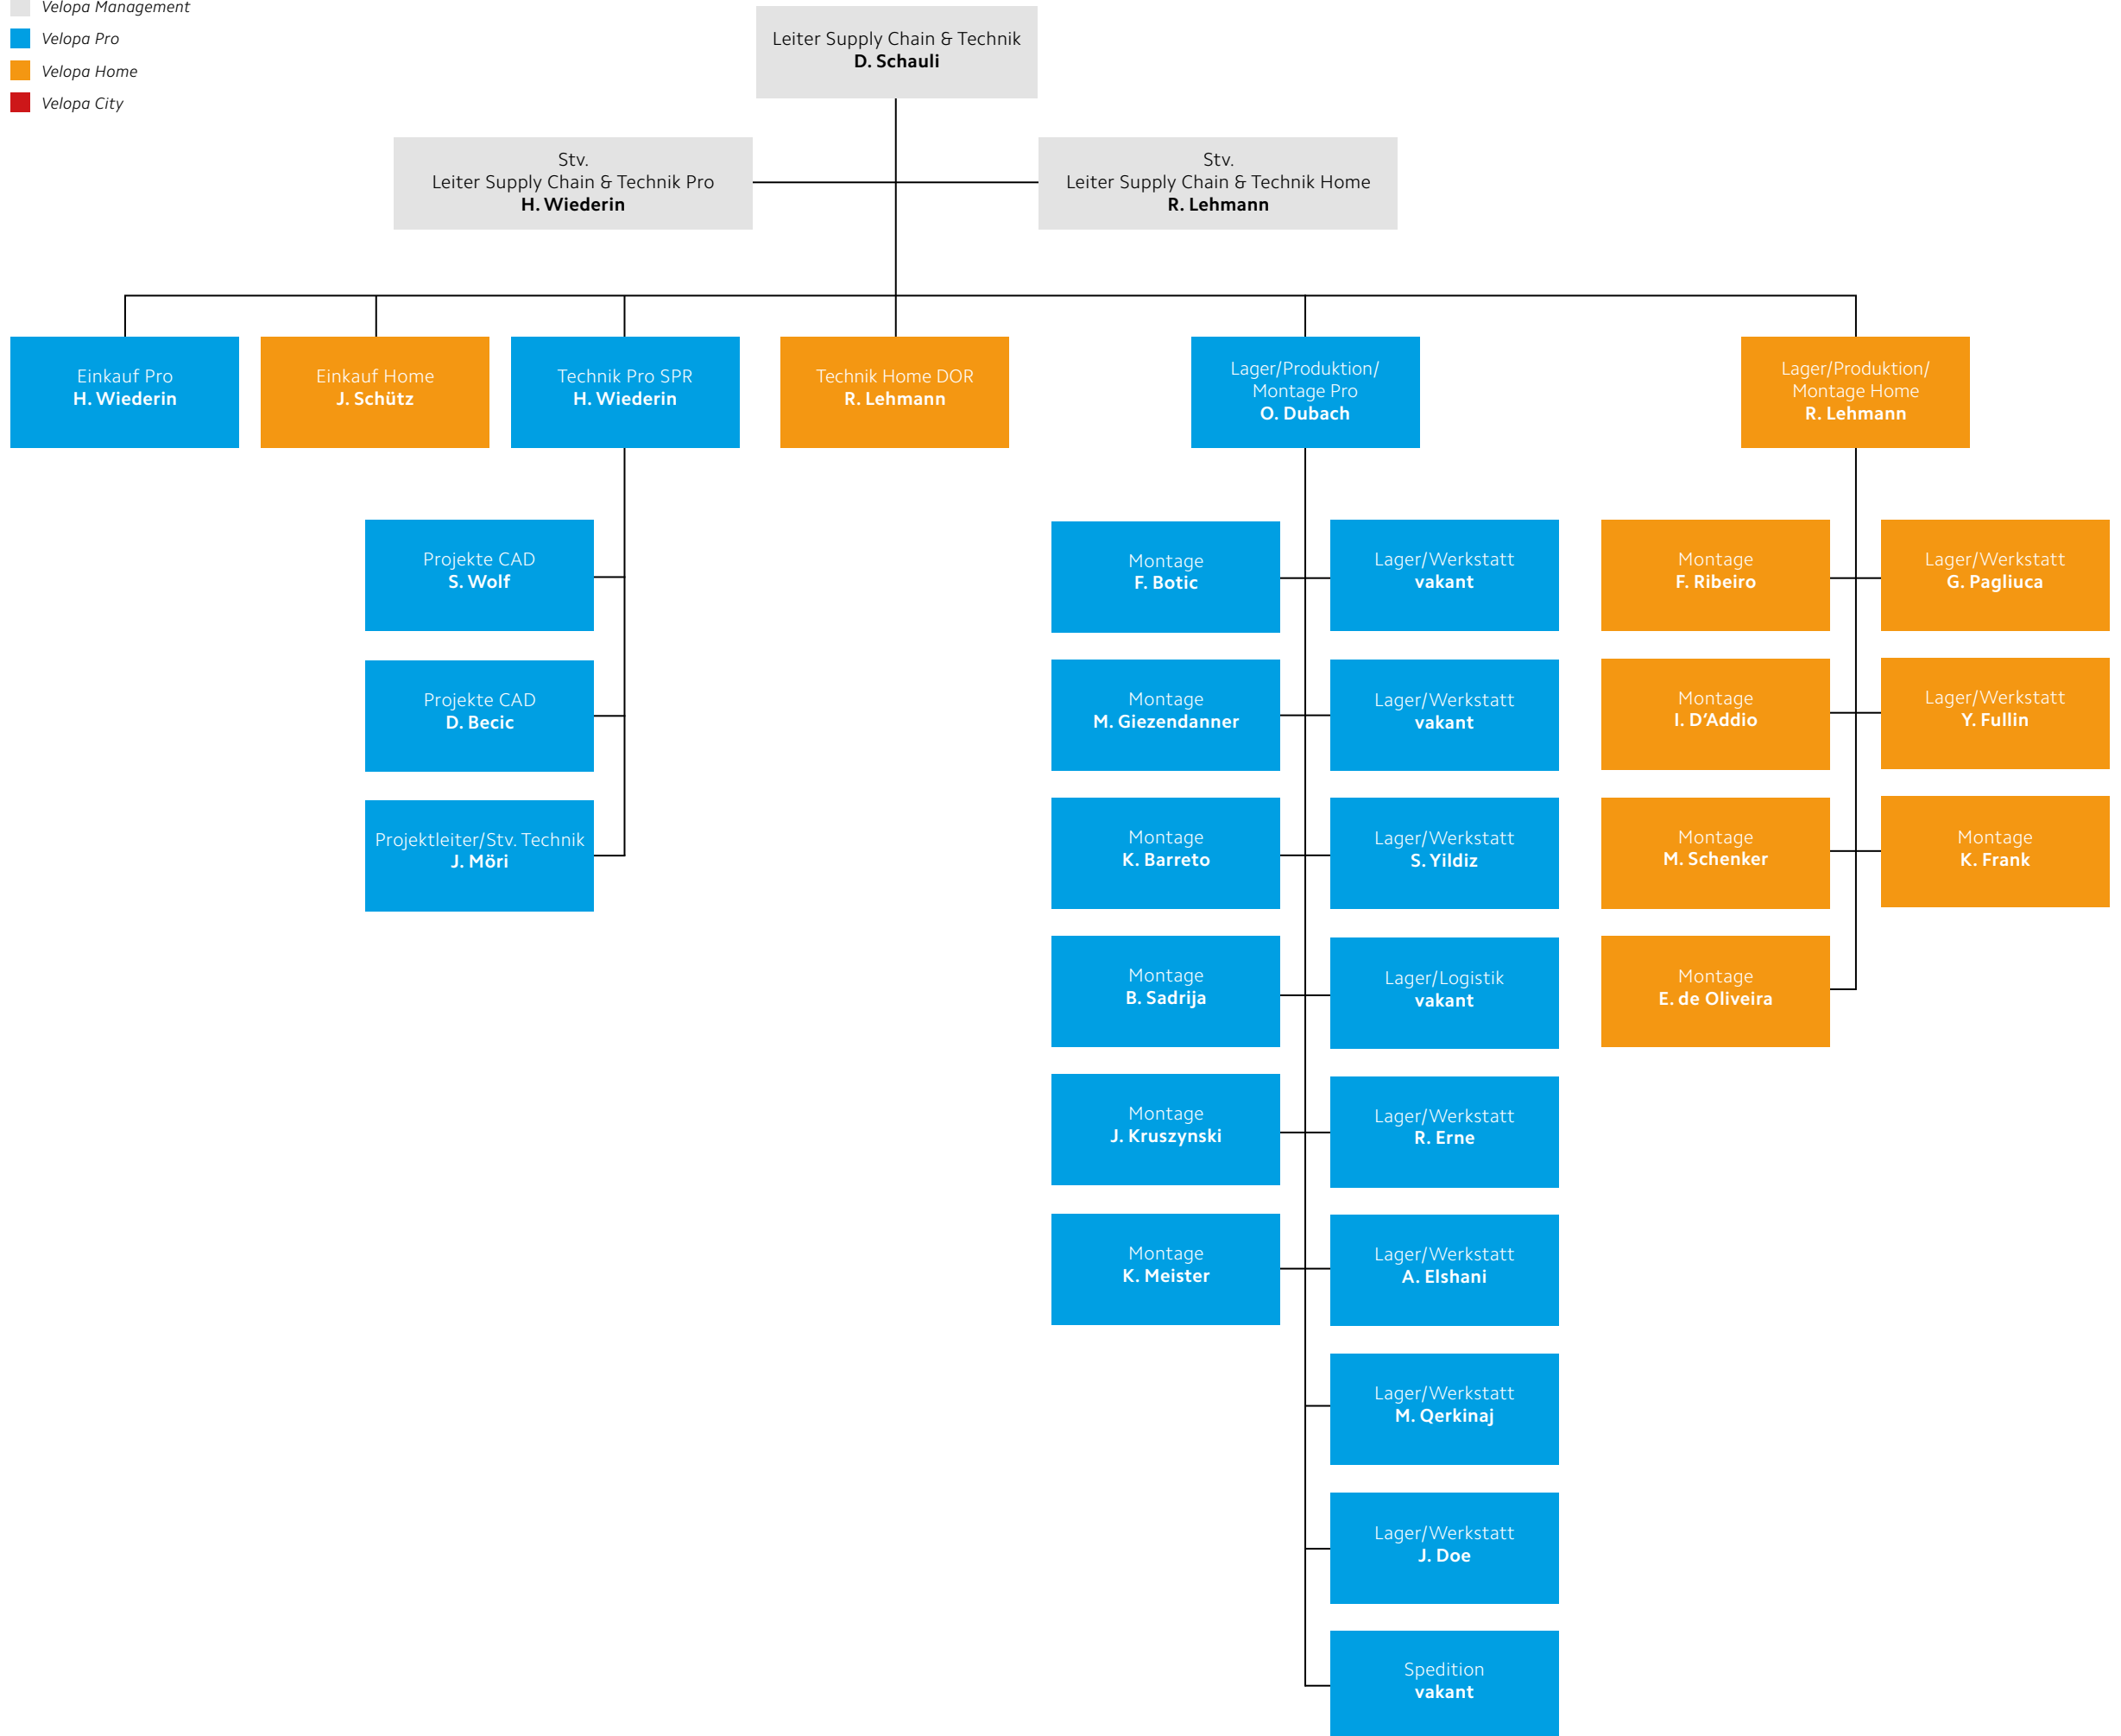 Velopa Management
Velopa Pro
Velopa Home
Velopa City
Leiter Supply Chain & Technik
D. Schauli
Stv.
Leiter Supply Chain & Technik Pro
H. Wiederin
Stv.
Leiter Supply Chain & Technik Home
R. Lehmann
Einkauf Pro
H. Wiederin
Einkauf Home
J. Schütz
Technik Pro SPR
H. Wiederin
Technik Home DOR
R. Lehmann
Lager/Produktion/
Montage Pro
O. Dubach
Lager/Produktion/
Montage Home
R. Lehmann
Projekte CAD
S. Wolf
Projekte CAD
D. Becic
Projektleiter/Stv. Technik
J. Möri
Montage
F. Botic
Montage
M. Giezendanner
Montage
K. Barreto
Montage
B. Sadrija
Montage
J. Kruszynski
Montage
K. Meister
Lager/Werkstatt
vakant
Lager/Werkstatt
vakant
Lager/Werkstatt
S. Yildiz
Lager/Logistik
vakant
Lager/Werkstatt
R. Erne
Lager/Werkstatt
A. Elshani
Lager/Werkstatt
M. Qerkinaj
Lager/Werkstatt
J. Doe
Spedition
vakant
Montage
F. Ribeiro
Montage
I. D’Addio
Montage
M. Schenker
Montage
E. de Oliveira
Lager/Werkstatt
G. Pagliuca
Lager/Werkstatt
Y. Fullin
Montage
K. Frank